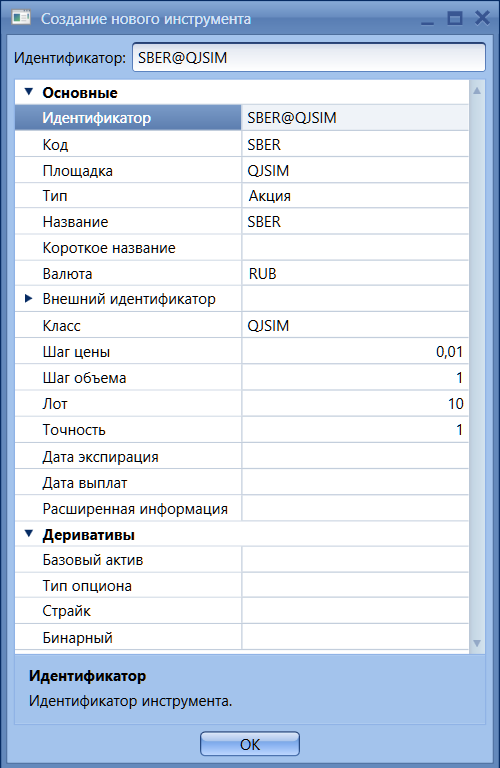 Создание нового инструмента
Идентификатор: SBER@QJSIM
Основные
Идентификатор SBER@QJSIM
Код SBER
Площадка QJSIM
Тип Акция
Название SBER
Короткое название
Валюта RUB
Внешний идентификатор
Класс QJSIM
Шаг цены 0,01
Шаг объема 1
Лот 10
Точность 1
Дата экспирация
Дата выплат
Расширенная информация
Деривативы
Базовый актив
Тип опциона
Страйк
Бинарный
Идентификатор
Идентификатор инструмента.
OK